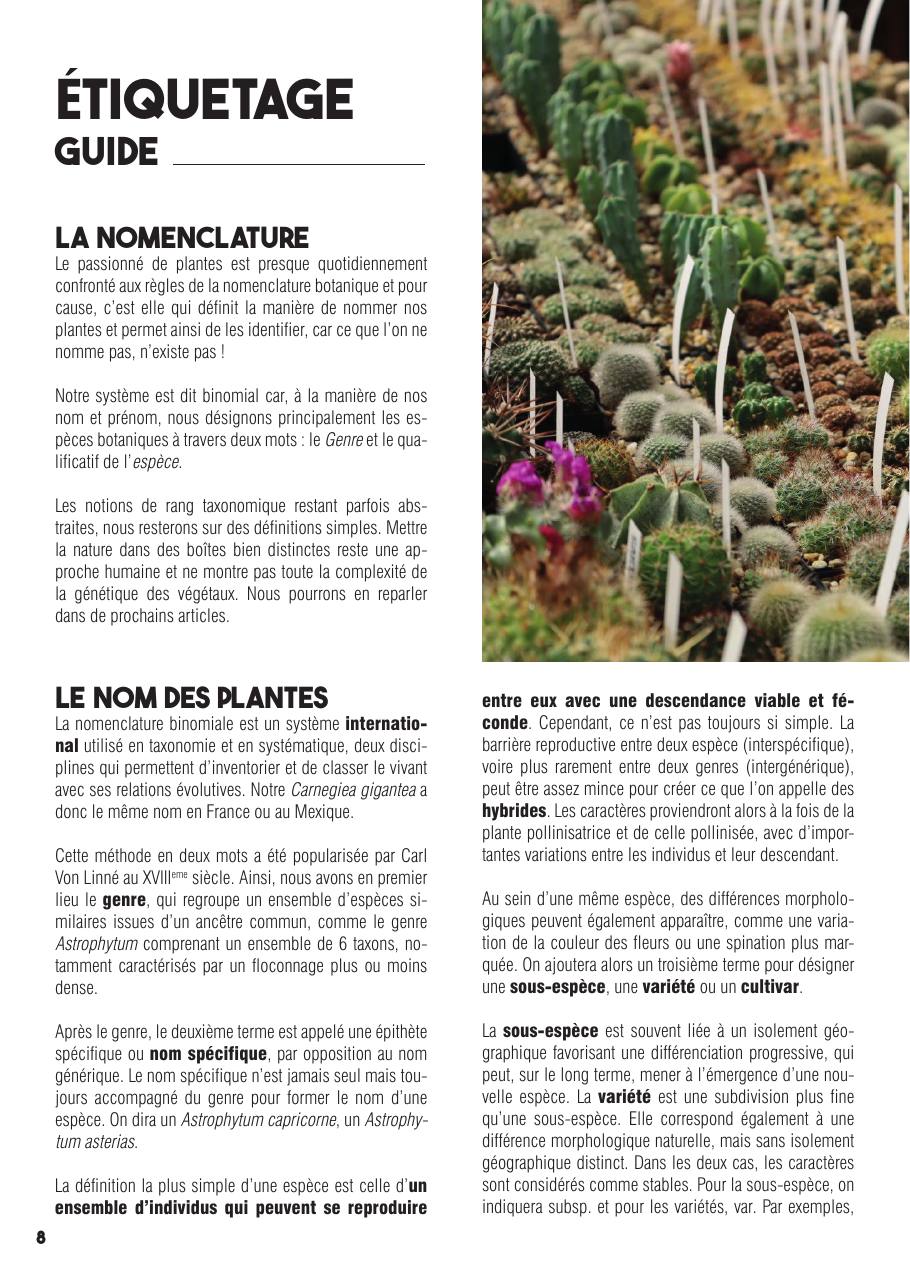 ÉTIQUETAGE
GUIDE
LA NOMENCLATURE
Le passionné de plantes est presque quotidiennement
confronté aux règles de la nomenclature botanique et pour
cause, c'est elle qui définit la manière de nommer nos
plantes et permet ainsi de les identifier, car ce que l'on ne
nomme pas, n'existe pas !
Notre système est dit binomial car, à la manière de nos
nom et prénom, nous désignons principalement les es-
pèces botaniques à travers deux mots : le Genre et le qua-
lificatif de l'espèce.
Les notions de rang taxonomique restant parfois abs-
traites, nous resterons sur des définitions simples. Mettre
la nature dans des boîtes bien distinctes reste une ap-
proche humaine et ne montre pas toute la complexité de
la génétique des végétaux. Nous pourrons en reparler
dans de prochains articles.
LE NOM DES PLANTES
La nomenclature binomiale est un système internatio-
nal utilisé en taxonomie et en systématique, deux disci-
plines qui permettent d'inventorier et de classer le vivant
avec ses relations évolutives. Notre Carnegiea gigantea a
donc le même nom en France ou au Mexique.
Cette méthode en deux mots a été popularisée par Carl
Von Linné au XVIIIeme siècle. Ainsi, nous avons en premier
lieu le genre, qui regroupe un ensemble d'espèces si-
milaires issues d'un ancêtre commun, comme le genre
Astrophytum comprenant un ensemble de 6 taxons, no-
tamment caractérisés par un floconnage plus ou moins
dense.
Après le genre, le deuxième terme est appelé une épithète
spécifique ou nom spécifique, par opposition au nom
générique. Le nom spécifique n'est jamais seul mais tou-
jours accompagné du genre pour former le nom d'une
espèce. On dira un Astrophytum capricorne, un Astrophy-
tum asterias.
La définition la plus simple d'une espèce est celle d'un
ensemble d'individus qui peuvent se reproduire
entre eux avec une descendance viable et fé-
conde. Cependant, ce n'est pas toujours si simple. La
barrière reproductive entre deux espèce (interspécifique),
voire plus rarement entre deux genres (intergénérique),
peut être assez mince pour créer ce que l'on appelle des
hybrides. Les caractères proviendront alors à la fois de la
plante pollinisatrice et de celle pollinisée, avec d'impor-
tantes variations entre les individus et leur descendant.
Au sein d'une même espèce, des différences morpholo-
giques peuvent également apparaître, comme une varia-
tion de la couleur des fleurs ou une spination plus mar-
quée. On ajoutera alors un troisième terme pour désigner
une sous-espèce, une variété ou un cultivar.
La sous-espèce est souvent liée à un isolement géo-
graphique favorisant une différenciation progressive, qui
peut, sur le long terme, mener à l'émergence d'une nou-
velle espèce. La variété est une subdivision plus fine
qu'une sous-espèce. Elle correspond également à une
différence morphologique naturelle, mais sans isolement
géographique distinct. Dans les deux cas, les caractères
sont considérés comme stables. Pour la sous-espèce, on
indiquera subsp. et pour les variétés, var. Par exemples,
8